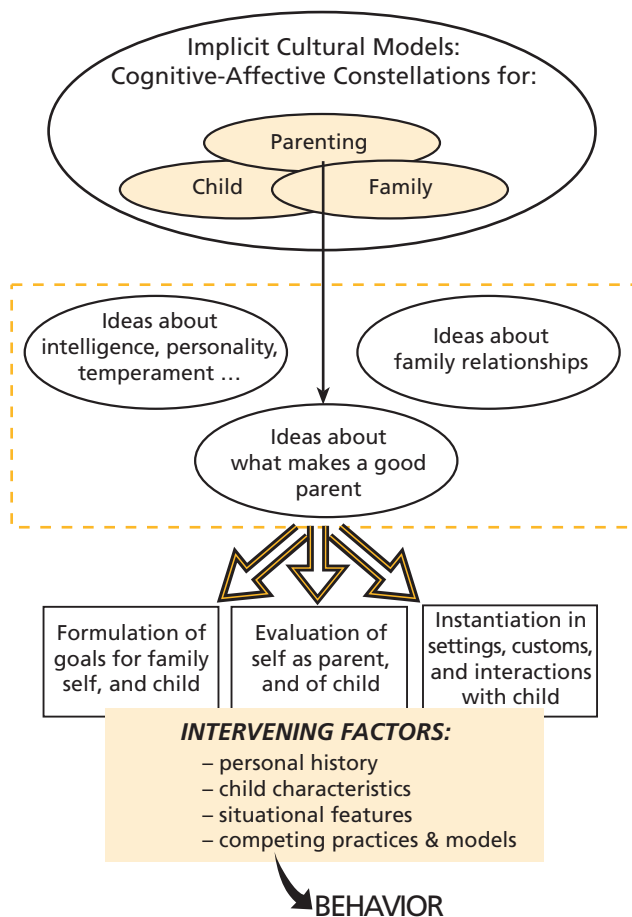 Implicit Cultural Models:
Cognitive-Affective Constellations for:
Parenting
Child
Family
Ideas about
intelligence, personality,
temperament …
Ideas about
family relationships
Ideas about
what makes a good
parent
Formulation of
goals for family
self, and child
Evaluation of
self as parent,
and of child
Instantiation in
settings, customs,
and interactions
with child
INTERVENING FACTORS:
– personal history
– child characteristics
– situational features
– competing practices & models
BEHAVIOR